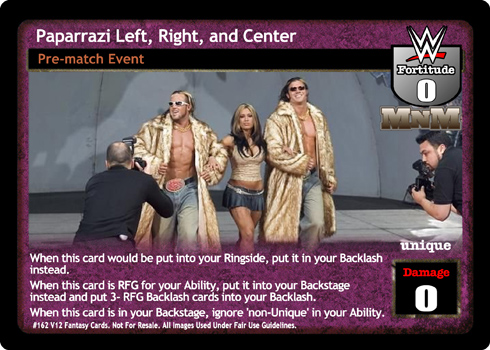 Paparrazi Left, Right, and Center
Pre-match Event
W
Fortitude
0
MNM
unique
When this card would be put into your Ringside, put it in your Backlash
instead.
When this card is RFG for your Ability, put it into your Backstage
instead and put 3- RFG Backlash cards into your Backlash.
When this card is in your Backstage, ignore 'non-Unique' in your Ability.
Damage
0
#162 V12 Fantasy Cards. Not For Resale. All Images Used Under Fair Use Guidelines.